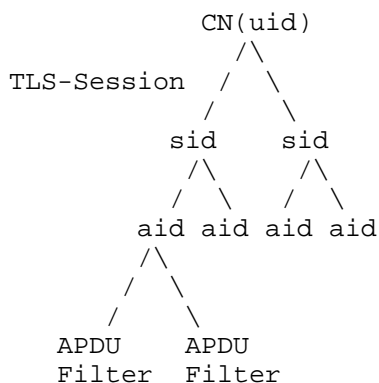 CN(uid)
TLS-Session
sid sid
aid aid aid aid
APDU APDU
Filter Filter